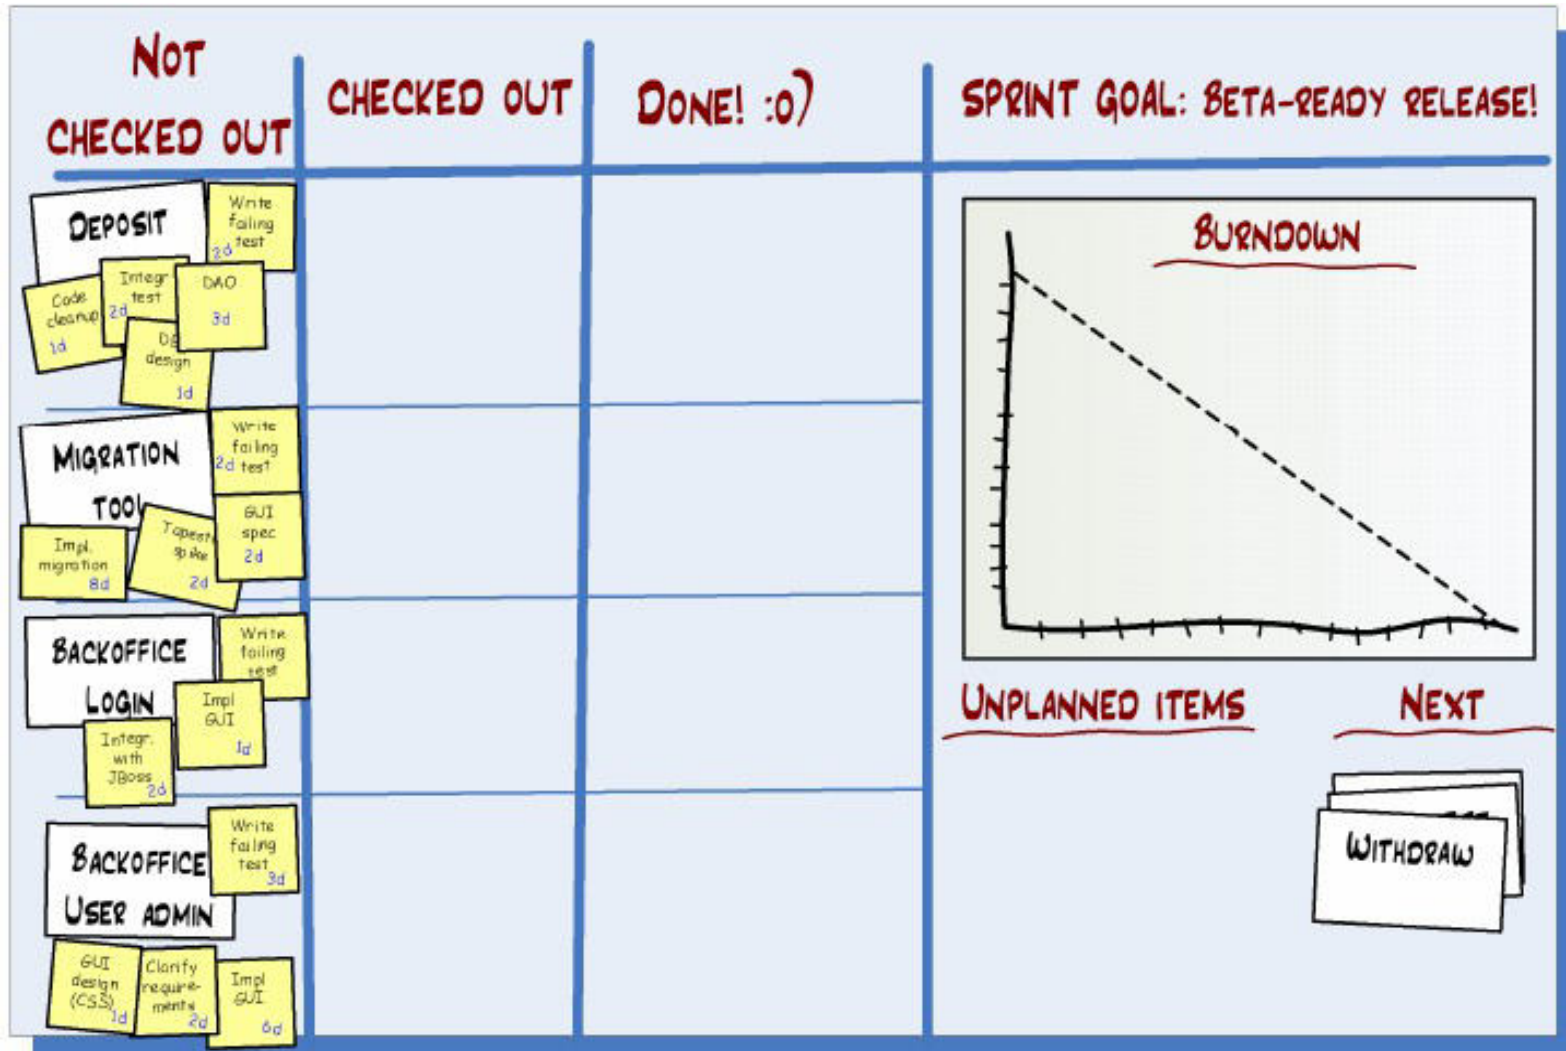 NOT
CHECKED OUT
CHECKED OUT
DONE! :o)
SPRINT GOAL: BETA-READY RELEASE!
DEPOSIT
Write
failing
test
2d
Code
cleanup
1d
Integr
test
2d
DAO
3d
design
1d
MIGRATION
TOOL
Write
failing
test
2d
Impl.
migration
8d
spike
2d
GUI
spec
2d
BACKOFFICE
LOGIN
Write
failing
test
Impl
GUI
1d
Integr.
with
JBoss
2d
BACKOFFICE
USER ADMIN
Write
failing
test
3d
GUI
design
(CSS)
1d
Clarify
require-
ments
2d
Impl
GUI
6d
BURNDOWN
UNPLANNED ITEMS
NEXT
WITHDRAW